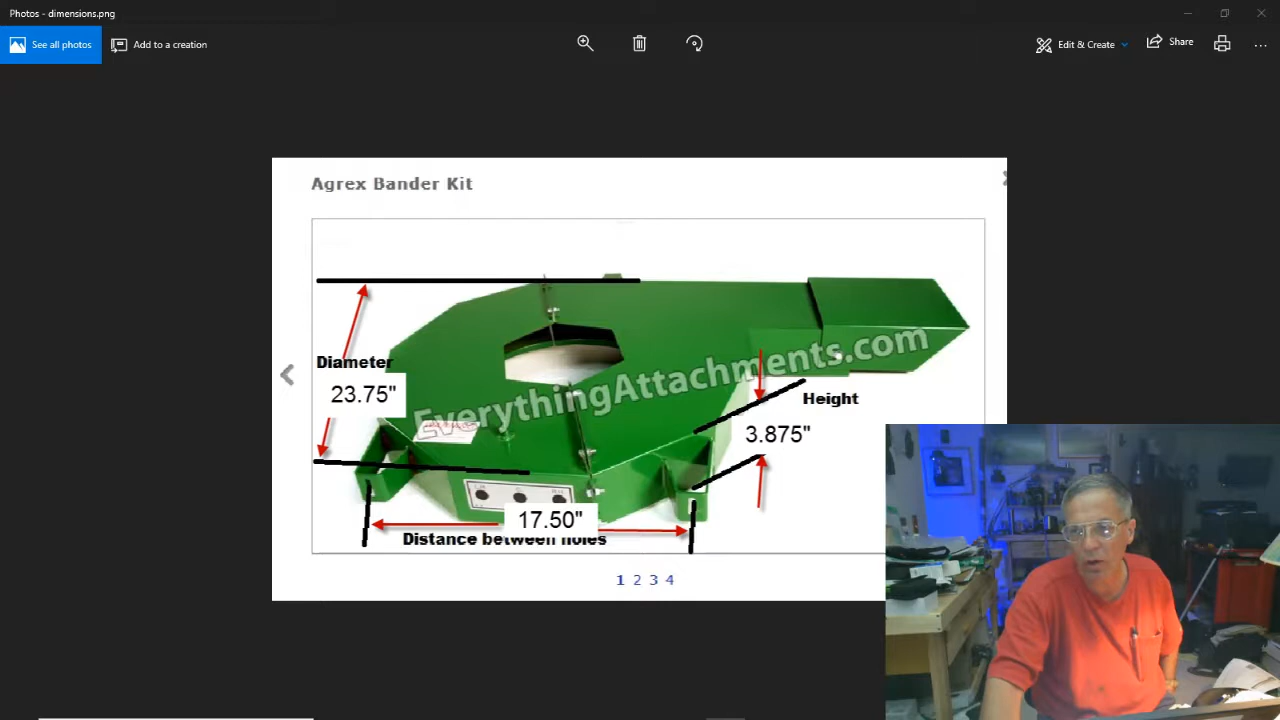 Photos - dimensions.png
See all photos
Add to a creation
Edit & Create
Share
Agrex Bander Kit
Diameter
23.75"
EverythingAttachments.com
Height
3.875"
17.50"
Distance between holes
1 2 3 4